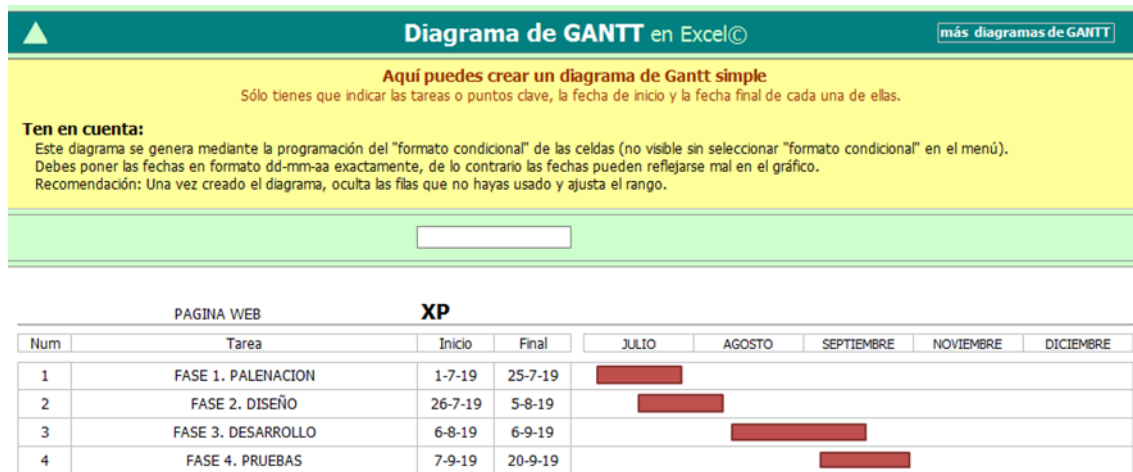 Diagrama de GANTT en Excel© más diagramas de GANTT
Aquí puedes crear un diagrama de Gantt simple
Sólo tienes que indicar las tareas o puntos clave, la fecha de inicio y la fecha final de cada una de ellas.
Ten en cuenta:
Este diagrama se genera mediante la programación del "formato condicional" de las celdas (no visible sin seleccionar "formato condicional" en el menú).
Debes poner las fechas en formato dd-mm-aa exactamente, de lo contrario las fechas pueden reflejarse mal en el gráfico.
Recomendación: Una vez creado el diagrama, oculta las filas que no hayas usado y ajusta el rango.
PAGINA WEB XP
Num Tarea Inicio Final JULIO AGOSTO SEPTIEMBRE NOVIEMBRE DICIEMBRE
1 FASE 1. PALENACION 1-7-19 25-7-19
2 FASE 2. DISEÑO 26-7-19 5-8-19
3 FASE 3. DESARROLLO 6-8-19 6-9-19
4 FASE 4. PRUEBAS 7-9-19 20-9-19